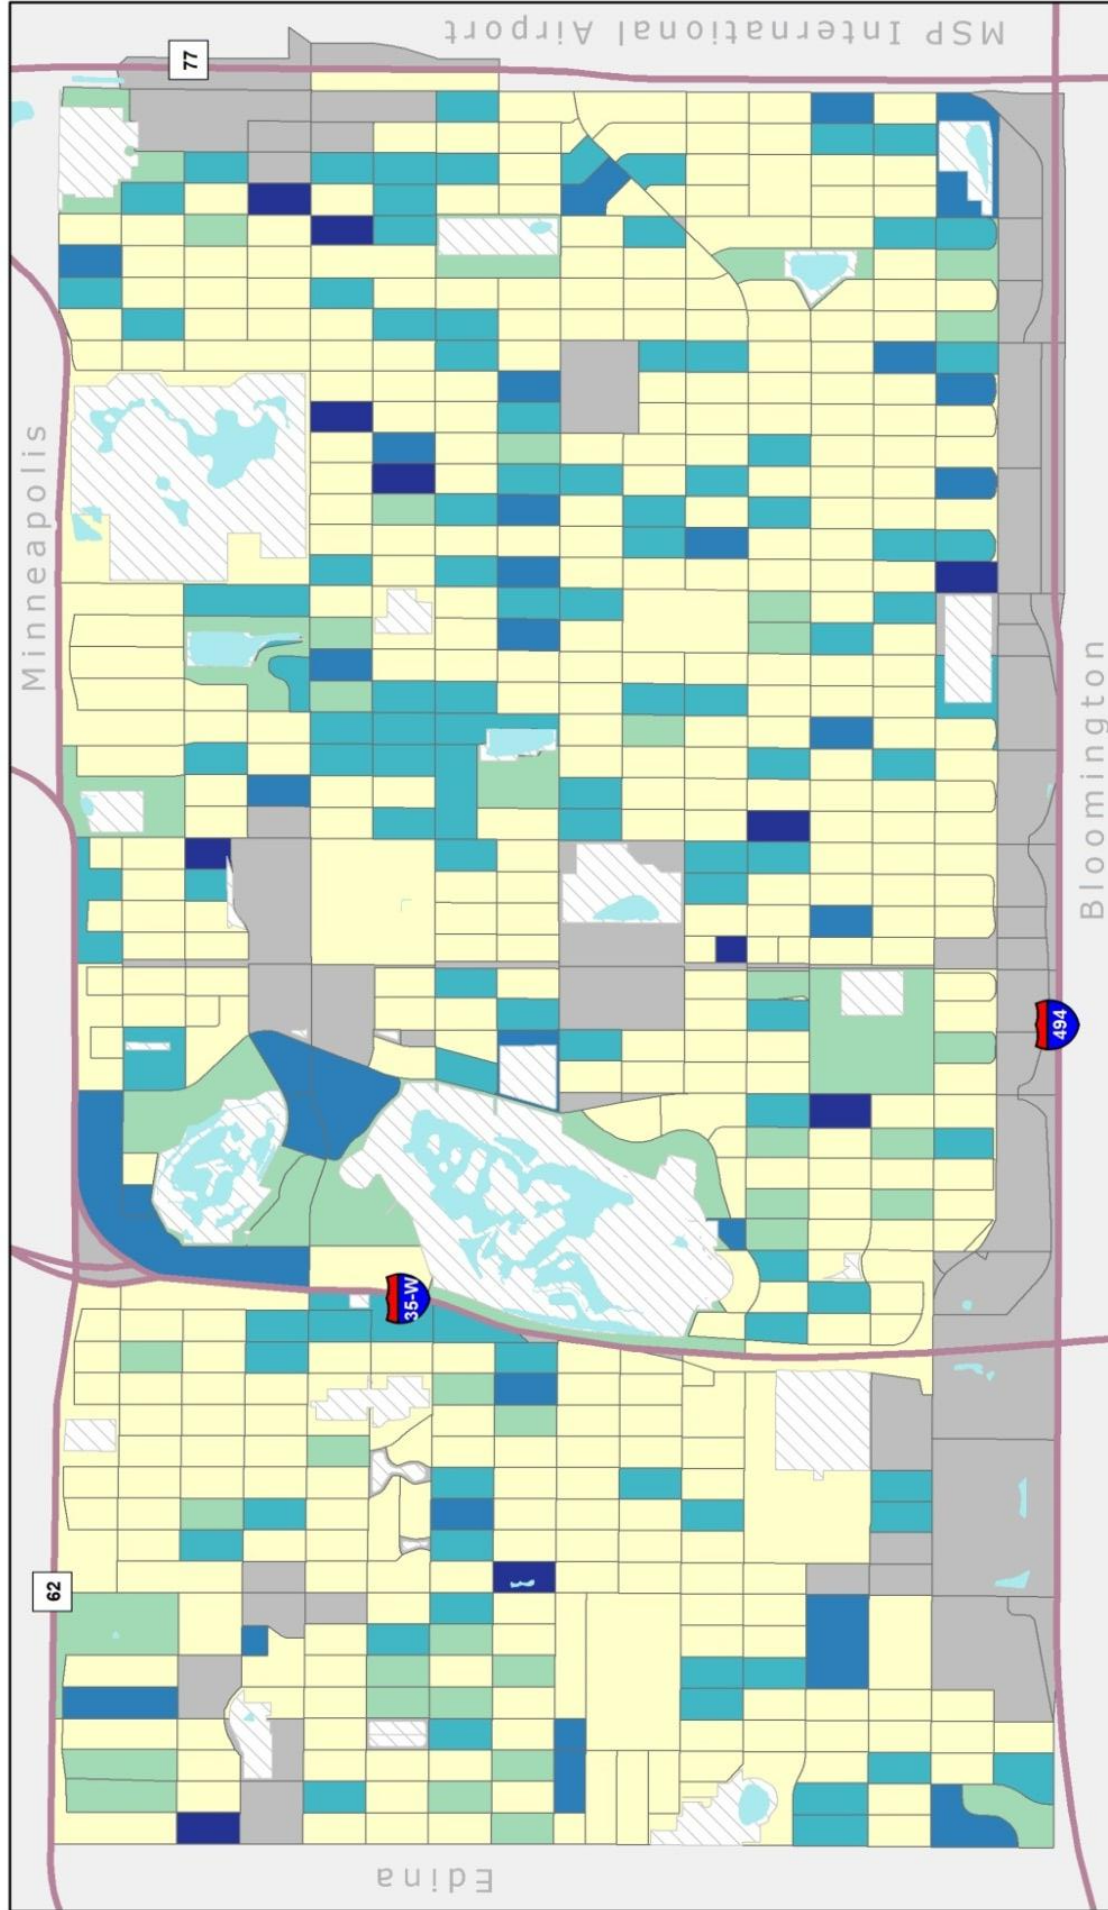 MSP International Airport
77
Minneapolis
Bloomington
494
35-W
62
Edina